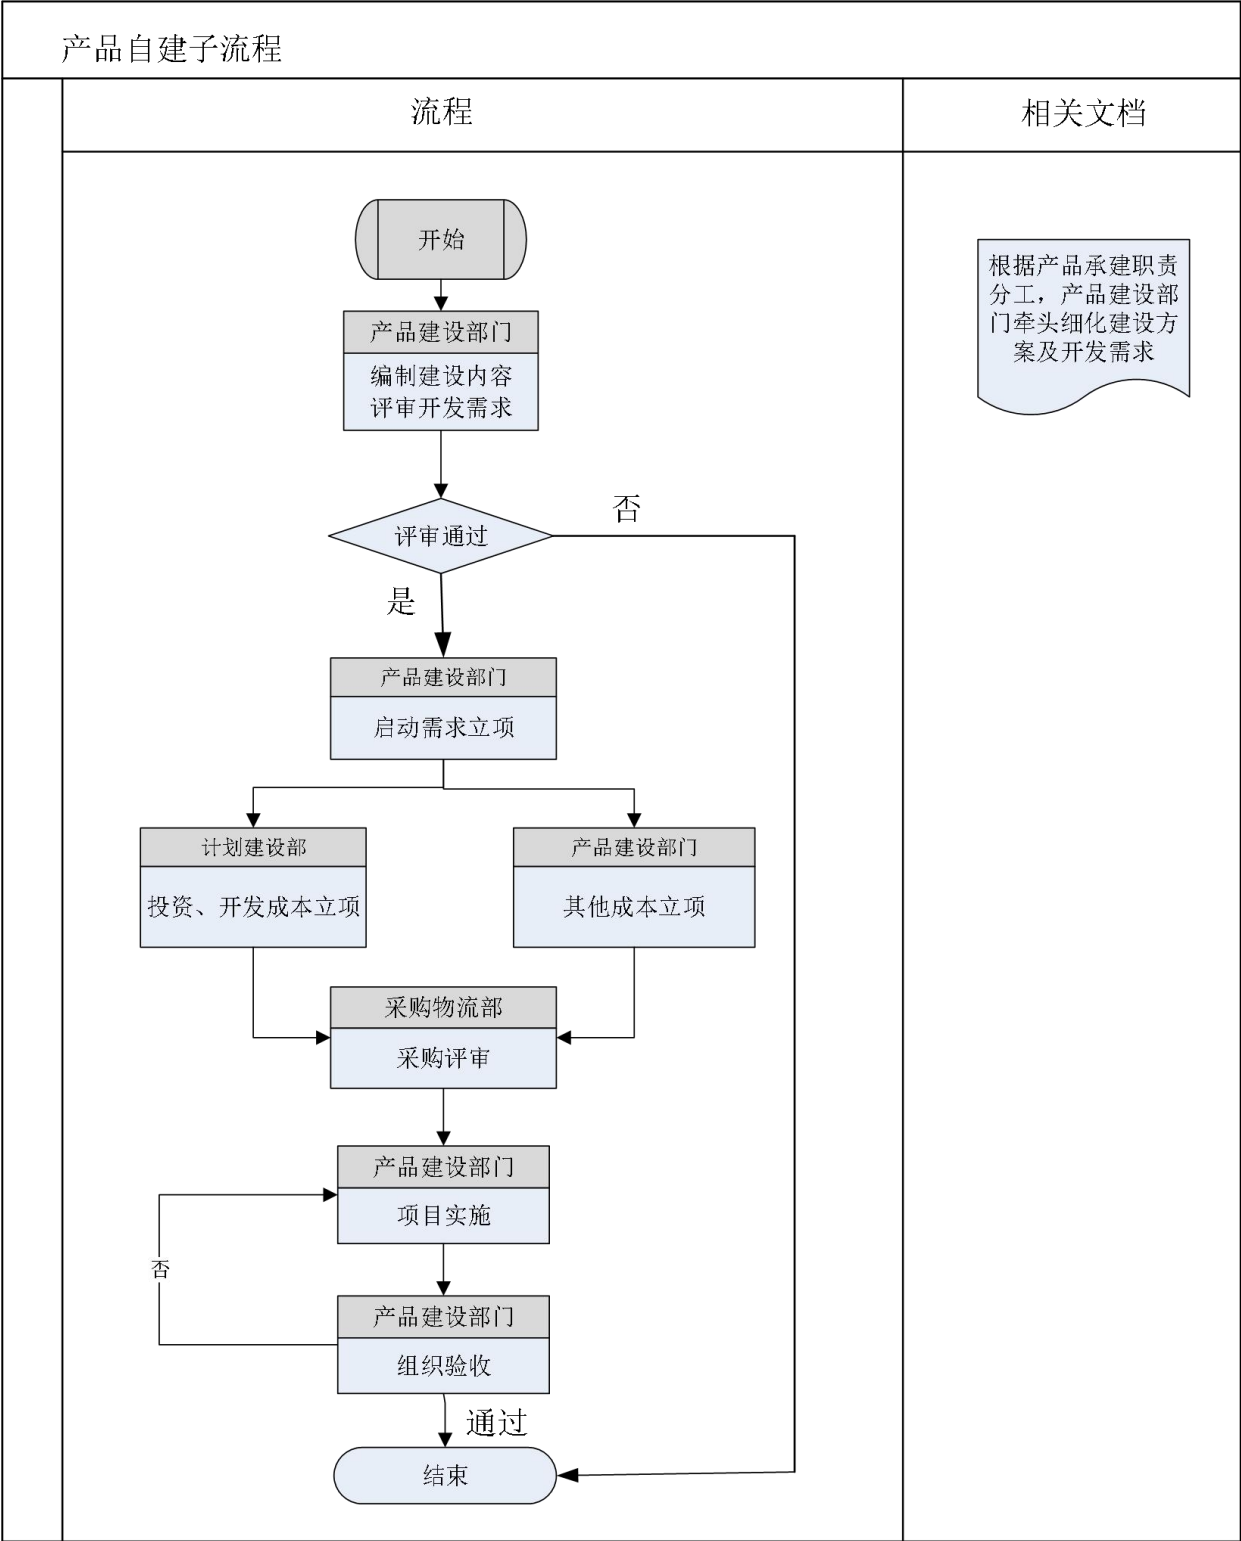 产品自建子流程
流程
相关文档
开始
根据产品承建职责
分工，产品建设部
门牵头细化建设方
案及开发需求
产品建设部门
编制建设内容
评审开发需求
评审通过
否
是
产品建设部门
启动需求立项
计划建设部
投资、开发成本立项
产品建设部门
其他成本立项
采购物流部
采购评审
产品建设部门
项目实施
否
产品建设部门
组织验收
通过
结束